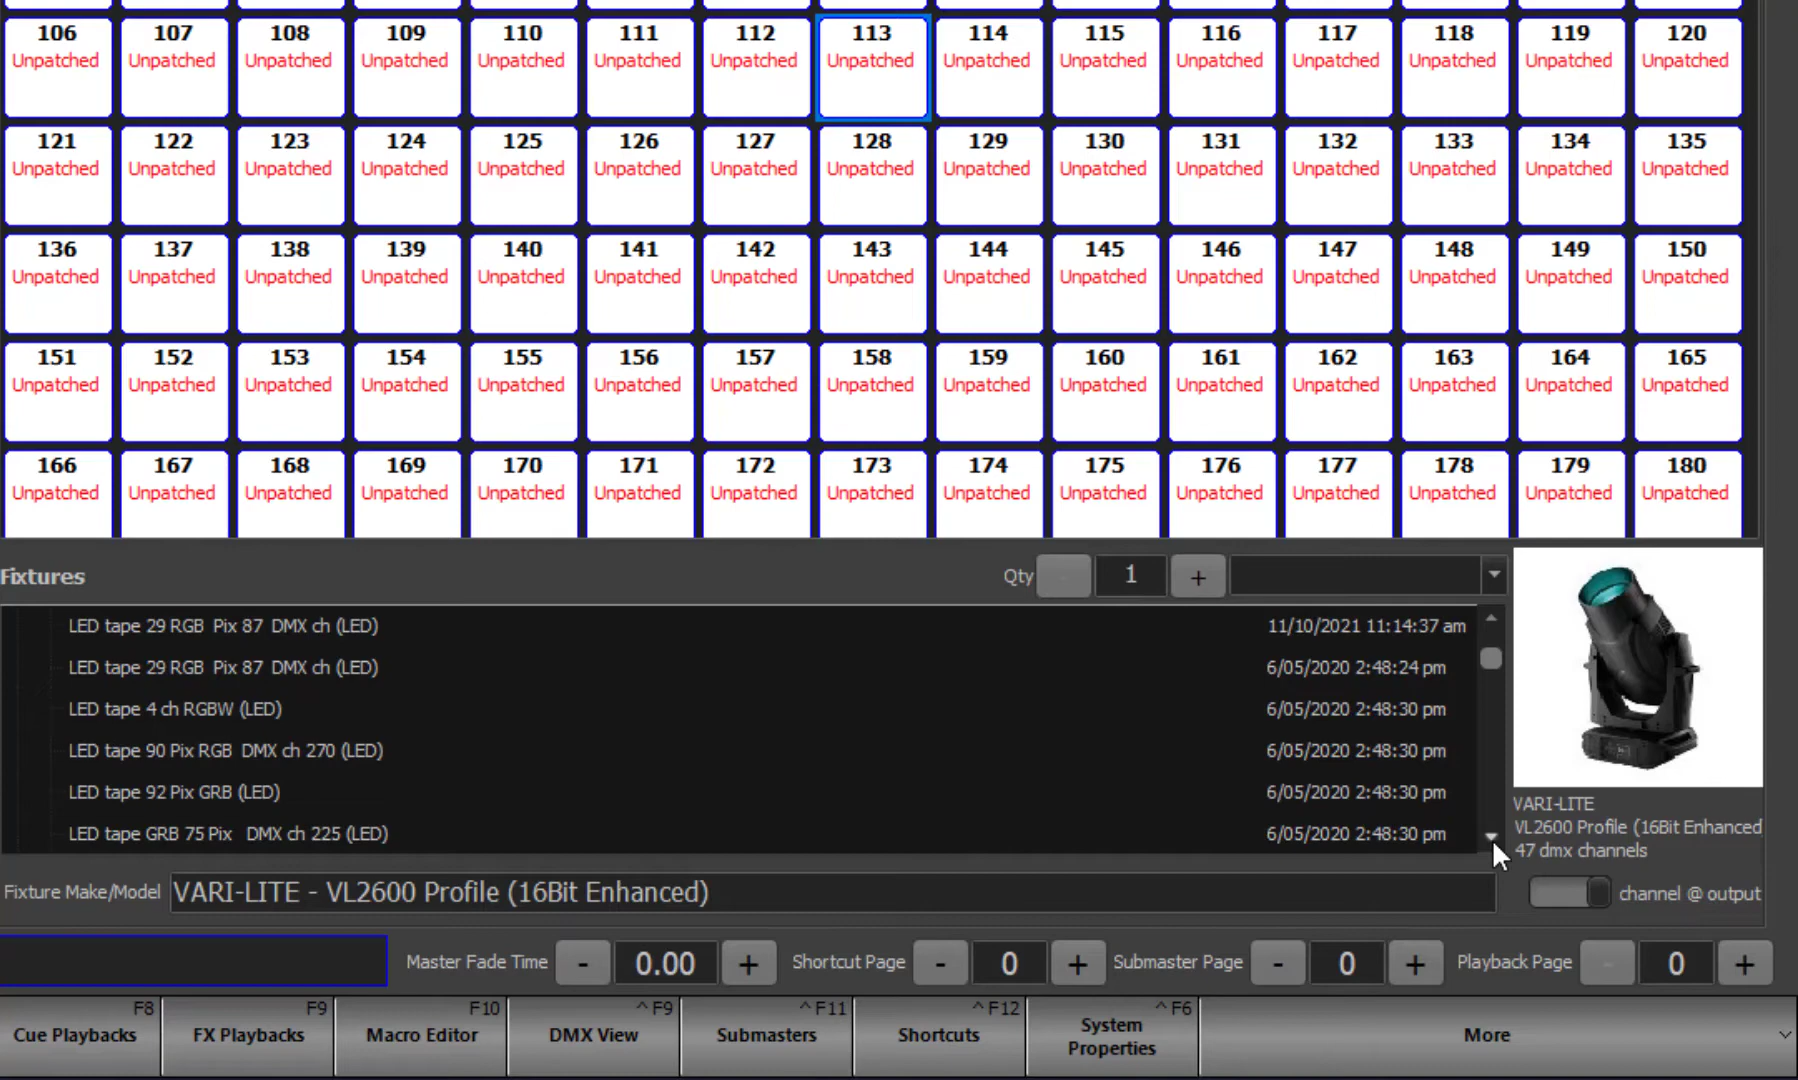 106 107 108 109 110 111 112 113 114 115 116 117 118 119 120
Unpatched Unpatched Unpatched Unpatched Unpatched Unpatched Unpatched Unpatched Unpatched Unpatched Unpatched Unpatched Unpatched Unpatched Unpatched
121 122 123 124 125 126 127 128 129 130 131 132 133 134 135
Unpatched Unpatched Unpatched Unpatched Unpatched Unpatched Unpatched Unpatched Unpatched Unpatched Unpatched Unpatched Unpatched Unpatched Unpatched
136 137 138 139 140 141 142 143 144 145 146 147 148 149 150
Unpatched Unpatched Unpatched Unpatched Unpatched Unpatched Unpatched Unpatched Unpatched Unpatched Unpatched Unpatched Unpatched Unpatched Unpatched
151 152 153 154 155 156 157 158 159 160 161 162 163 164 165
Unpatched Unpatched Unpatched Unpatched Unpatched Unpatched Unpatched Unpatched Unpatched Unpatched Unpatched Unpatched Unpatched Unpatched Unpatched
166 167 168 169 170 171 172 173 174 175 176 177 178 179 180
Unpatched Unpatched Unpatched Unpatched Unpatched Unpatched Unpatched Unpatched Unpatched Unpatched Unpatched Unpatched Unpatched Unpatched Unpatched
Fixtures Qty - 1 +
LED tape 29 RGB Pix 87 DMX ch (LED) 11/10/2021 11:14:37 am
LED tape 29 RGB Pix 87 DMX ch (LED) 6/05/2020 2:48:24 pm
LED tape 4 ch RGBW (LED) 6/05/2020 2:48:30 pm
LED tape 90 Pix RGB DMX ch 270 (LED) 6/05/2020 2:48:30 pm
LED tape 92 Pix GRB (LED) 6/05/2020 2:48:30 pm
LED tape GRB 75 Pix DMX ch 225 (LED) 6/05/2020 2:48:30 pm
VARI-LITE
VL2600 Profile (16Bit Enhanced
47 dmx channels
Fixture Make/Model VARI-LITE - VL2600 Profile (16Bit Enhanced) channel @ output
Master Fade Time - 0.00 + Shortcut Page - 0 + Submaster Page - 0 + Playback Page - 0 +
F8 F9 F10 ^ F9 ^ F11 ^ F12 ^ F6
Cue Playbacks FX Playbacks Macro Editor DMX View Submasters Shortcuts System Properties More